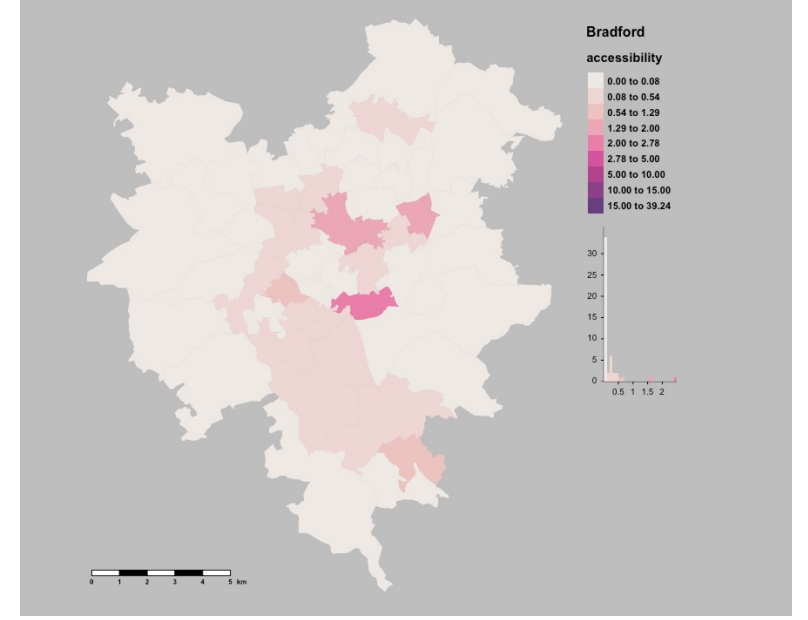 Bradford
accessibility
0.00 to 0.08
0.08 to 0.54
0.54 to 1.29
1.29 to 2.00
2.00 to 2.78
2.78 to 5.00
5.00 to 10.00
10.00 to 15.00
15.00 to 39.24
30
25
20
15
10
5
0
0.5 1 1.5 2
0 1 2 3 4 5 km